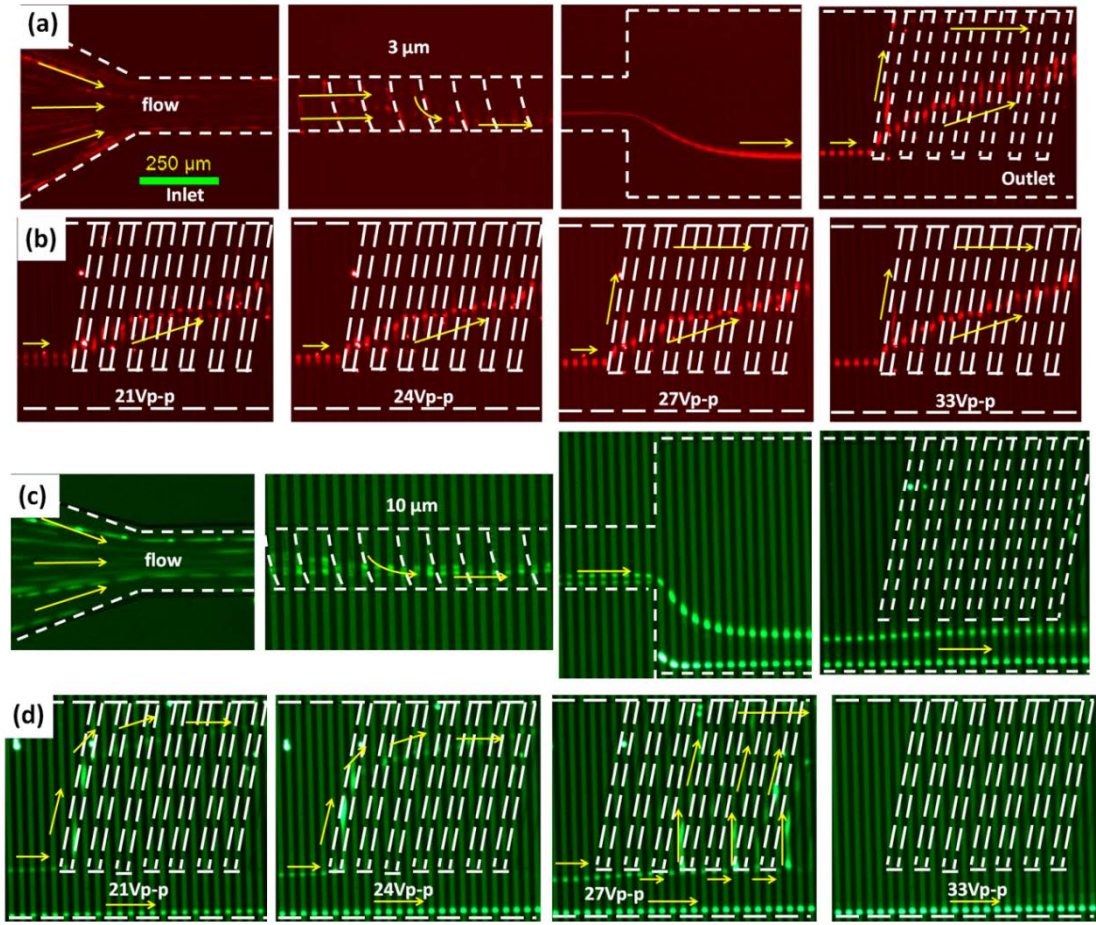 (a)
3 μm
flow
250 μm
Inlet
Outlet
(b)
21Vp-p
24Vp-p
27Vp-p
33Vp-p
(c)
10 μm
flow
(d)
21Vp-p
24Vp-p
27Vp-p
33Vp-p